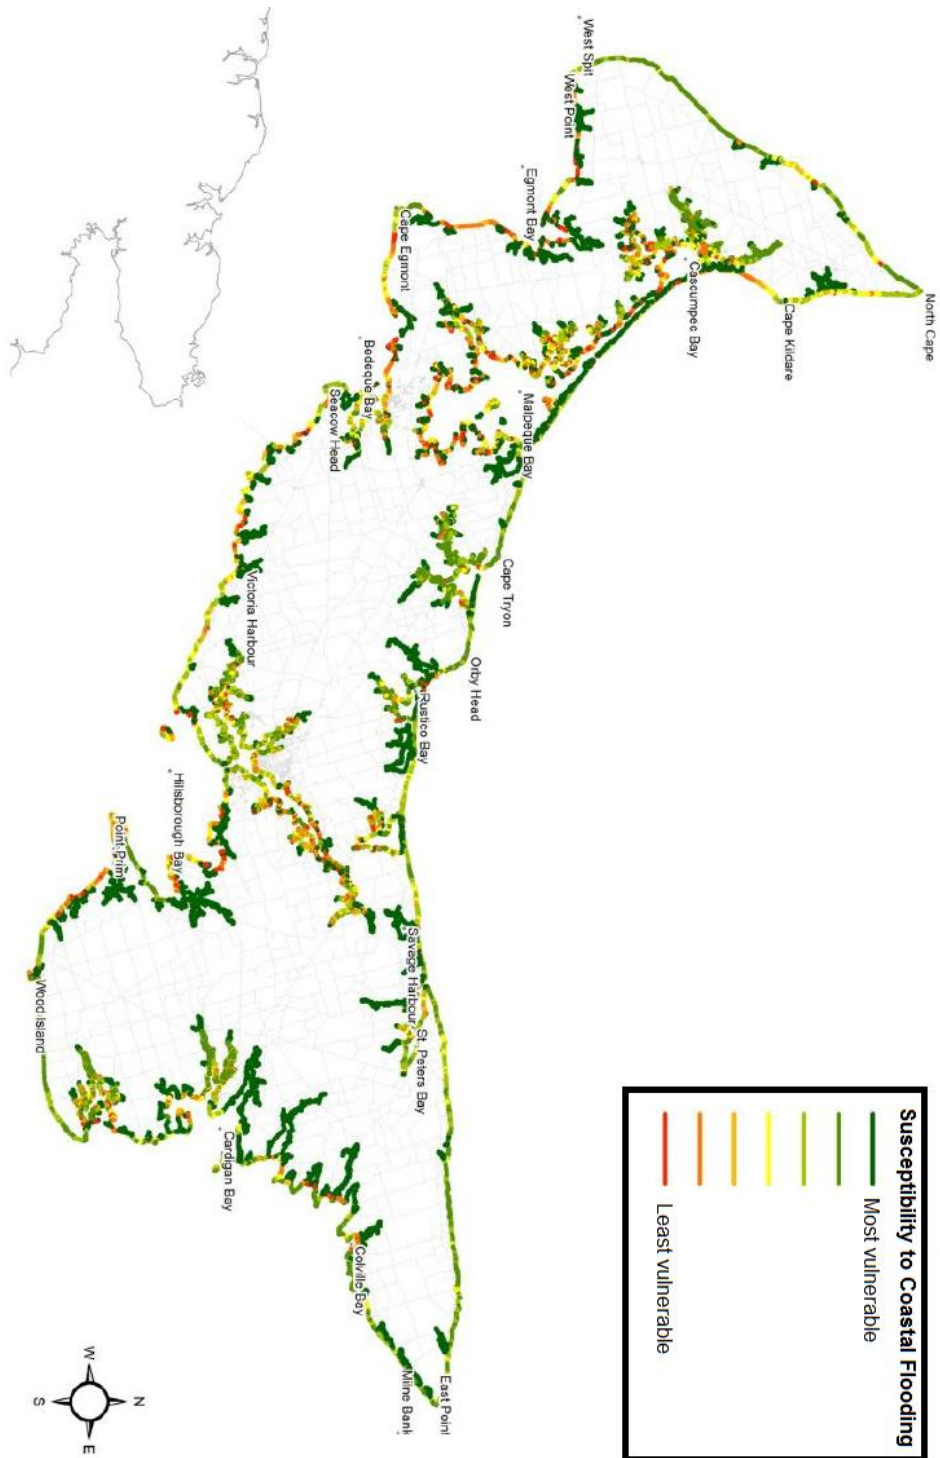 Susceptibility to Coastal Flooding
Most vulnerable
Least vulnerable
North Cape
Cape Kildare
Cascumpec Bay
West Spit
West Point
Egmont Bay
Cape Egmont
Malpeque Bay
Bedeque Bay
Seacow Head
Cape Tryon
Orby Head
Rustico Bay
Victoria Harbour
Hillsborough Bay
Point Prim
Savage Harbour
St. Peters Bay
Wood Island
Cardigan Bay
Colville Bay
East Point
Milne Bank
N
W
E
S